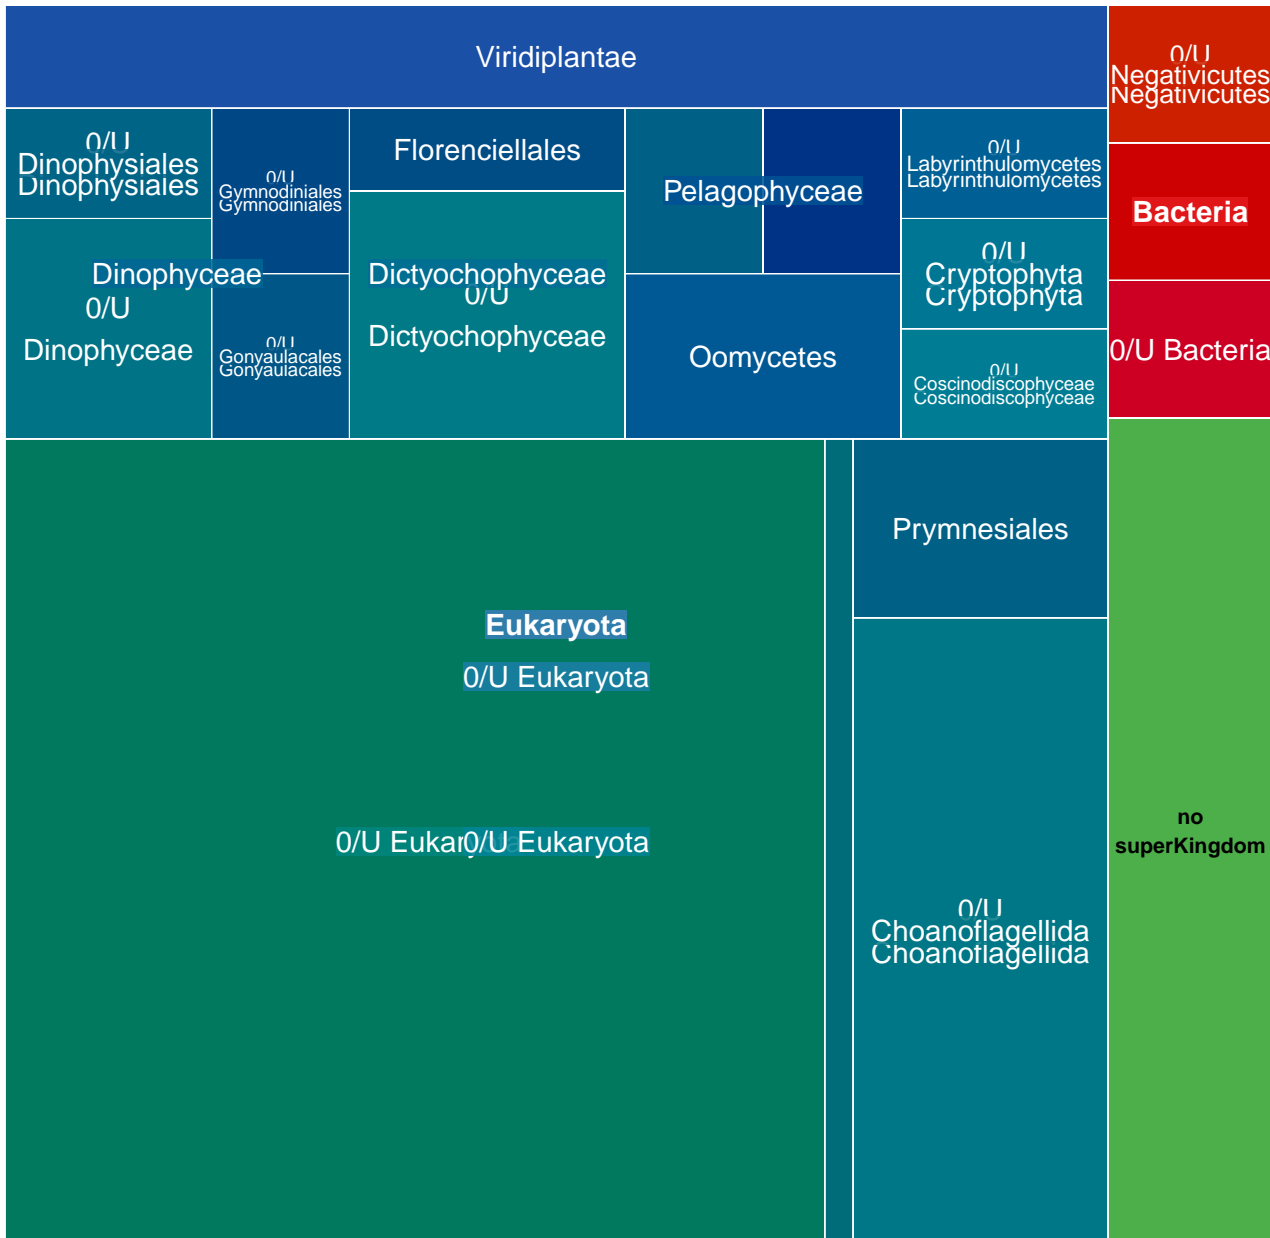 Viridiplantae
0/U
Negativicutes
Negativicutes
0/U
Dinophysiales
Dinophysiales
0/U
Gymnodiniales
Gymnodiniales
Florenciellales
Pelagophyceae
0/U
Labyrinthulomycetes
Labyrinthulomycetes
Bacteria
Dinophyceae
0/U
Dinophyceae
0/U
Gonyaulacales
Gonyaulacales
Dictyochophyceae
0/U
Dictyochophyceae
Oomycetes
0/U
Cryptophyta
Cryptophyta
0/U
Coscinodiscophyceae
Coscinodiscophyceae
0/U Bacteria
Prymnesiales
Eukaryota
0/U Eukaryota
0/U Eukaryota
0/U Eukaryota
0/U
Choanoflagellida
Choanoflagellida
no
superKingdom